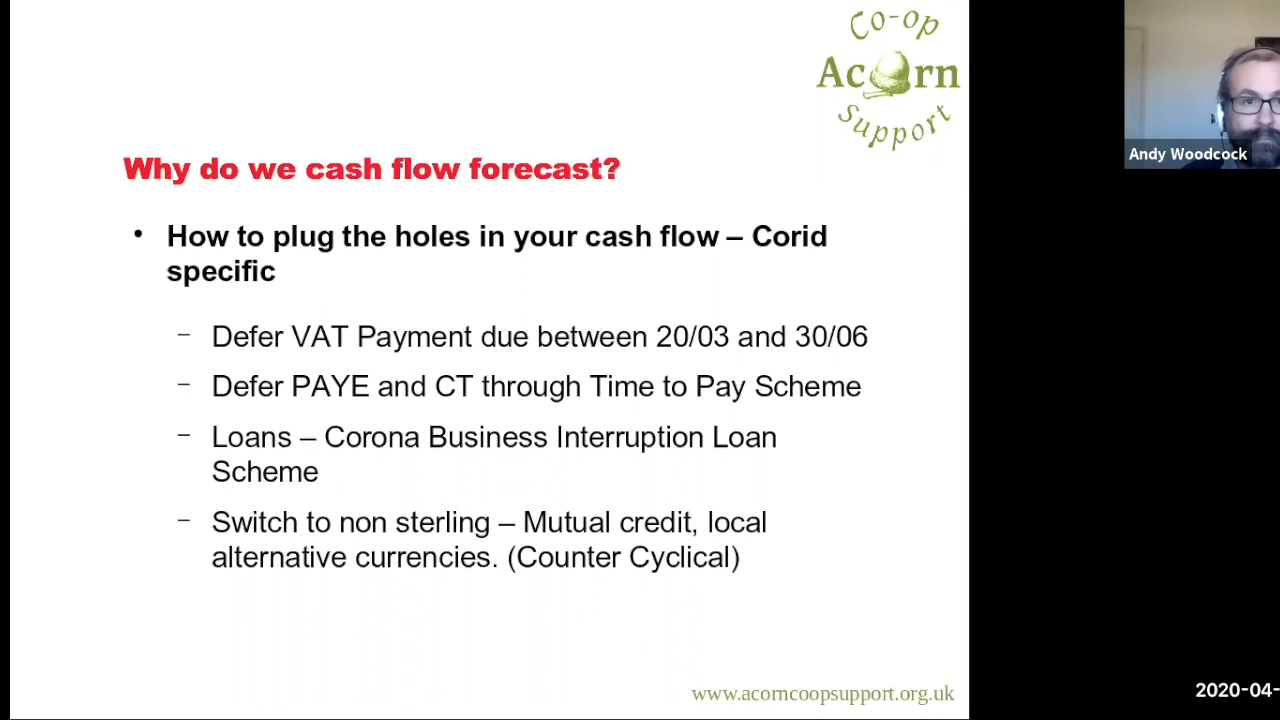 Co-op
Acorn
Support
Andy Woodcock
Why do we cash flow forecast?
• How to plug the holes in your cash flow – Corid
specific
– Defer VAT Payment due between 20/03 and 30/06
– Defer PAYE and CT through Time to Pay Scheme
– Loans – Corona Business Interruption Loan
Scheme
– Switch to non sterling – Mutual credit, local
alternative currencies. (Counter Cyclical)
www.acorncoopsupport.org.uk
2020-04-